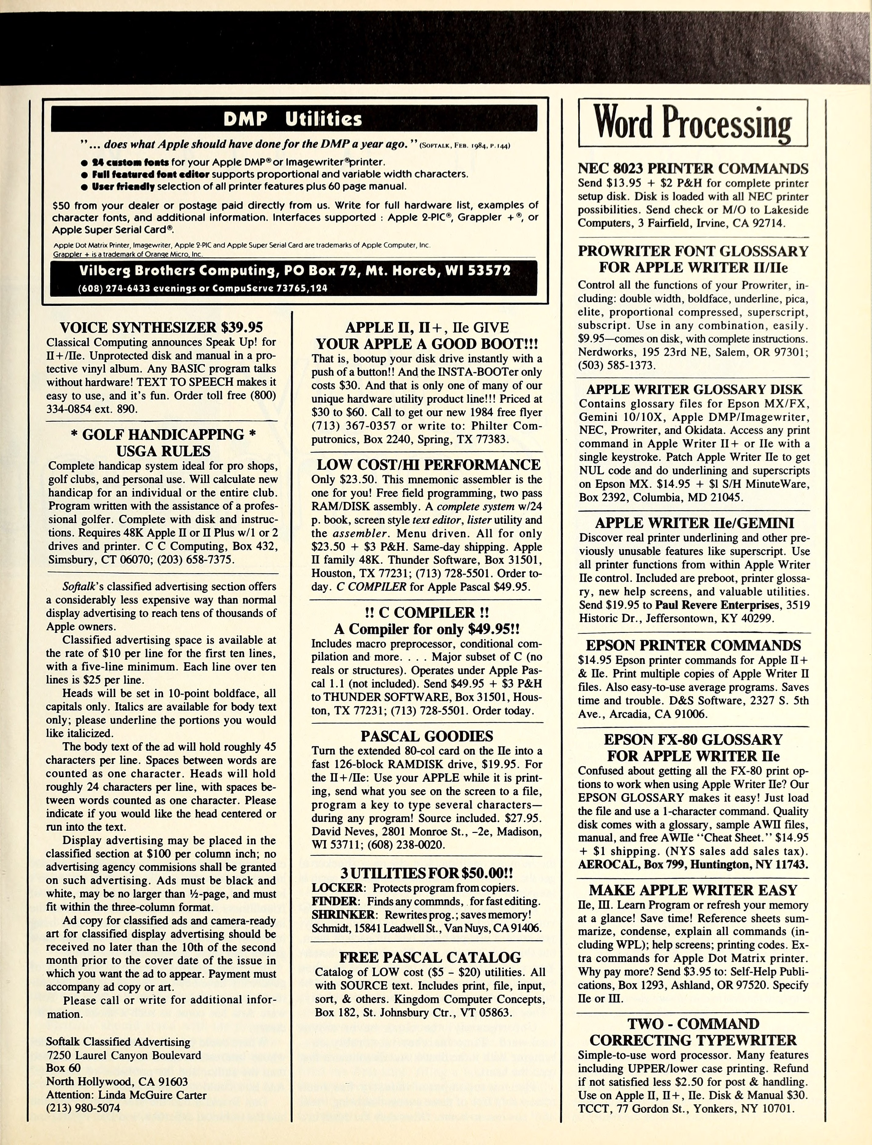 DMP Utilities
"... does what Apple should have done for the DMP a year ago." (SOFTALK, FEB. 1984, P.144)
● 24 custom fonts for your Apple DMP® or Imagewriter® printer.
● Full featured font editor supports proportional and variable width characters.
● User friendly selection of all printer features plus 60 page manual.
$50 from your dealer or postage paid directly from us. Write for full hardware list, examples of
character fonts, and additional information. Interfaces supported : Apple 2-PIC®, Grappler +®, or
Apple Super Serial Card®.
Apple Dot Matrix Printer, Imagewriter, Apple 2-PIC and Apple Super Serial Card are trademarks of Apple Computer, Inc.
Grappler + is a trademark of Orange Micro, Inc.
Vilberg Brothers Computing, PO Box 72, Mt. Horeb, WI 53572
(608) 274-6433 evenings or CompuServe 73765,124
VOICE SYNTHESIZER $39.95
Classical Computing announces Speak Up! for
II+/IIe. Unprotected disk and manual in a pro-
tective vinyl album. Any BASIC program talks
without hardware! TEXT TO SPEECH makes it
easy to use, and it's fun. Order toll free (800)
334-0854 ext. 890.
* GOLF HANDICAPPING *
USGA RULES
Complete handicap system ideal for pro shops,
golf clubs, and personal use. Will calculate new
handicap for an individual or the entire club.
Program written with the assistance of a profes-
sional golfer. Complete with disk and instruc-
tions. Requires 48K Apple II or II Plus w/1 or 2
drives and printer. C C Computing, Box 432,
Simsbury, CT 06070; (203) 658-7375.
Softalk's classified advertising section offers
a considerably less expensive way than normal
display advertising to reach tens of thousands of
Apple owners.
Classified advertising space is available at
the rate of $10 per line for the first ten lines,
with a five-line minimum. Each line over ten
lines is $25 per line.
Heads will be set in 10-point boldface, all
capitals only. Italics are available for body text
only; please underline the portions you would
like italicized.
The body text of the ad will hold roughly 45
characters per line. Spaces between words are
counted as one character. Heads will hold
roughly 24 characters per line, with spaces be-
tween words counted as one character. Please
indicate if you would like the head centered or
run into the text.
Display advertising may be placed in the
classified section at $100 per column inch; no
advertising agency commisions shall be granted
on such advertising. Ads must be black and
white, may be no larger than ½-page, and must
fit within the three-column format.
Ad copy for classified ads and camera-ready
art for classified display advertising should be
received no later than the 10th of the second
month prior to the cover date of the issue in
which you want the ad to appear. Payment must
accompany ad copy or art.
Please call or write for additional infor-
mation.
Softalk Classified Advertising
7250 Laurel Canyon Boulevard
Box 60
North Hollywood, CA 91603
Attention: Linda McGuire Carter
(213) 980-5074
APPLE II, II+, IIe GIVE
YOUR APPLE A GOOD BOOT!!!
That is, bootup your disk drive instantly with a
push of a button!! And the INSTA-BOOTer only
costs $30. And that is only one of many of our
unique hardware utility product line!!! Priced at
$30 to $60. Call to get our new 1984 free flyer
(713) 367-0357 or write to: Philter Com-
putronics, Box 2240, Spring, TX 77383.
LOW COST/HI PERFORMANCE
Only $23.50. This mnemonic assembler is the
one for you! Free field programming, two pass
RAM/DISK assembly. A complete system w/24
p. book, screen style text editor, lister utility and
the assembler. Menu driven. All for only
$23.50 + $3 P&H. Same-day shipping. Apple
II family 48K. Thunder Software, Box 31501,
Houston, TX 77231; (713) 728-5501. Order to-
day. C COMPILER for Apple Pascal $49.95.
!! C COMPILER !!
A Compiler for only $49.95!!
Includes macro preprocessor, conditional com-
pilation and more. . . . Major subset of C (no
reals or structures). Operates under Apple Pas-
cal 1.1 (not included). Send $49.95 + $3 P&H
to THUNDER SOFTWARE, Box 31501, Hous-
ton, TX 77231; (713) 728-5501. Order today.
PASCAL GOODIES
Turn the extended 80-col card on the IIe into a
fast 126-block RAMDISK drive, $19.95. For
the II+/IIe: Use your APPLE while it is print-
ing, send what you see on the screen to a file,
program a key to type several characters—
during any program! Source included. $27.95.
David Neves, 2801 Monroe St., -2e, Madison,
WI 53711; (608) 238-0020.
3 UTILITIES FOR $50.00!!
LOCKER: Protects program from copiers.
FINDER: Finds any commnds, for fast editing.
SHRINKER: Rewrites prog.; saves memory!
Schmidt, 15841 Leadwell St., Van Nuys, CA 91406.
FREE PASCAL CATALOG
Catalog of LOW cost ($5 – $20) utilities. All
with SOURCE text. Includes print, file, input,
sort, & others. Kingdom Computer Concepts,
Box 182, St. Johnsbury Ctr., VT 05863.
Word Processing
NEC 8023 PRINTER COMMANDS
Send $13.95 + $2 P&H for complete printer
setup disk. Disk is loaded with all NEC printer
possibilities. Send check or M/O to Lakeside
Computers, 3 Fairfield, Irvine, CA 92714.
PROWRITER FONT GLOSSSARY
FOR APPLE WRITER II/IIe
Control all the functions of your Prowriter, in-
cluding: double width, boldface, underline, pica,
elite, proportional compressed, superscript,
subscript. Use in any combination, easily.
$9.95—comes on disk, with complete instructions.
Nerdworks, 195 23rd NE, Salem, OR 97301;
(503) 585-1373.
APPLE WRITER GLOSSARY DISK
Contains glossary files for Epson MX/FX,
Gemini 10/10X, Apple DMP/Imagewriter,
NEC, Prowriter, and Okidata. Access any print
command in Apple Writer II+ or IIe with a
single keystroke. Patch Apple Writer IIe to get
NUL code and do underlining and superscripts
on Epson MX. $14.95 + $1 S/H MinuteWare,
Box 2392, Columbia, MD 21045.
APPLE WRITER IIe/GEMINI
Discover real printer underlining and other pre-
viously unusable features like superscript. Use
all printer functions from within Apple Writer
IIe control. Included are preboot, printer glossa-
ry, new help screens, and valuable utilities.
Send $19.95 to Paul Revere Enterprises, 3519
Historic Dr., Jeffersontown, KY 40299.
EPSON PRINTER COMMANDS
$14.95 Epson printer commands for Apple II+
& IIe. Print multiple copies of Apple Writer II
files. Also easy-to-use average programs. Saves
time and trouble. D&S Software, 2327 S. 5th
Ave., Arcadia, CA 91006.
EPSON FX-80 GLOSSARY
FOR APPLE WRITER IIe
Confused about getting all the FX-80 print op-
tions to work when using Apple Writer IIe? Our
EPSON GLOSSARY makes it easy! Just load
the file and use a 1-character command. Quality
disk comes with a glossary, sample AWII files,
manual, and free AWIIe "Cheat Sheet." $14.95
+ $1 shipping. (NYS sales add sales tax).
AEROCAL, Box 799, Huntington, NY 11743.
MAKE APPLE WRITER EASY
IIe, III. Learn Program or refresh your memory
at a glance! Save time! Reference sheets sum-
marize, condense, explain all commands (in-
cluding WPL); help screens; printing codes. Ex-
tra commands for Apple Dot Matrix printer.
Why pay more? Send $3.95 to: Self-Help Publi-
cations, Box 1293, Ashland, OR 97520. Specify
IIe or III.
TWO - COMMAND
CORRECTING TYPEWRITER
Simple-to-use word processor. Many features
including UPPER/lower case printing. Refund
if not satisfied less $2.50 for post & handling.
Use on Apple II, II+, IIe. Disk & Manual $30.
TCCT, 77 Gordon St., Yonkers, NY 10701.